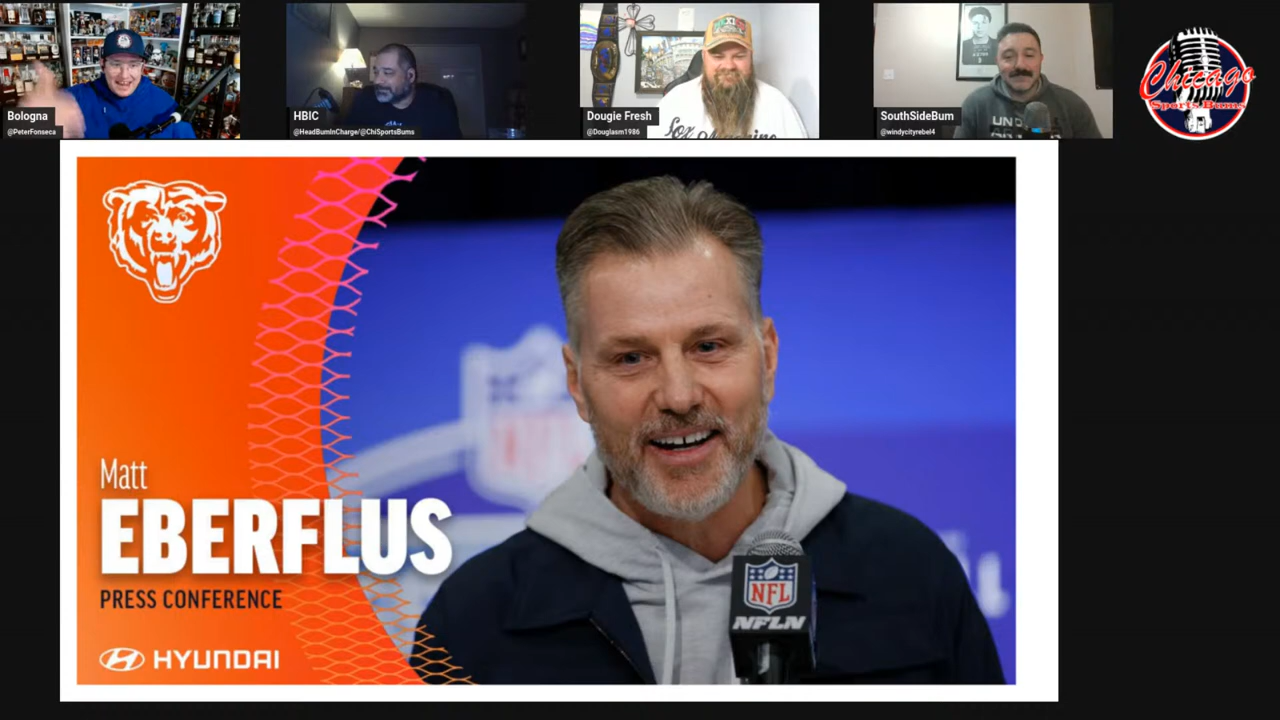 Bologna
@PeterFonseca
HBIC
@HeadBumInCharge/@ChiSportsBums
Dougie Fresh
@Douglasm1986
SouthSideBum
@windycityrebel4
Chicago
Sports Bums
Matt
EBERFLUS
PRESS CONFERENCE
HYUNDAI
NFL
NFLN